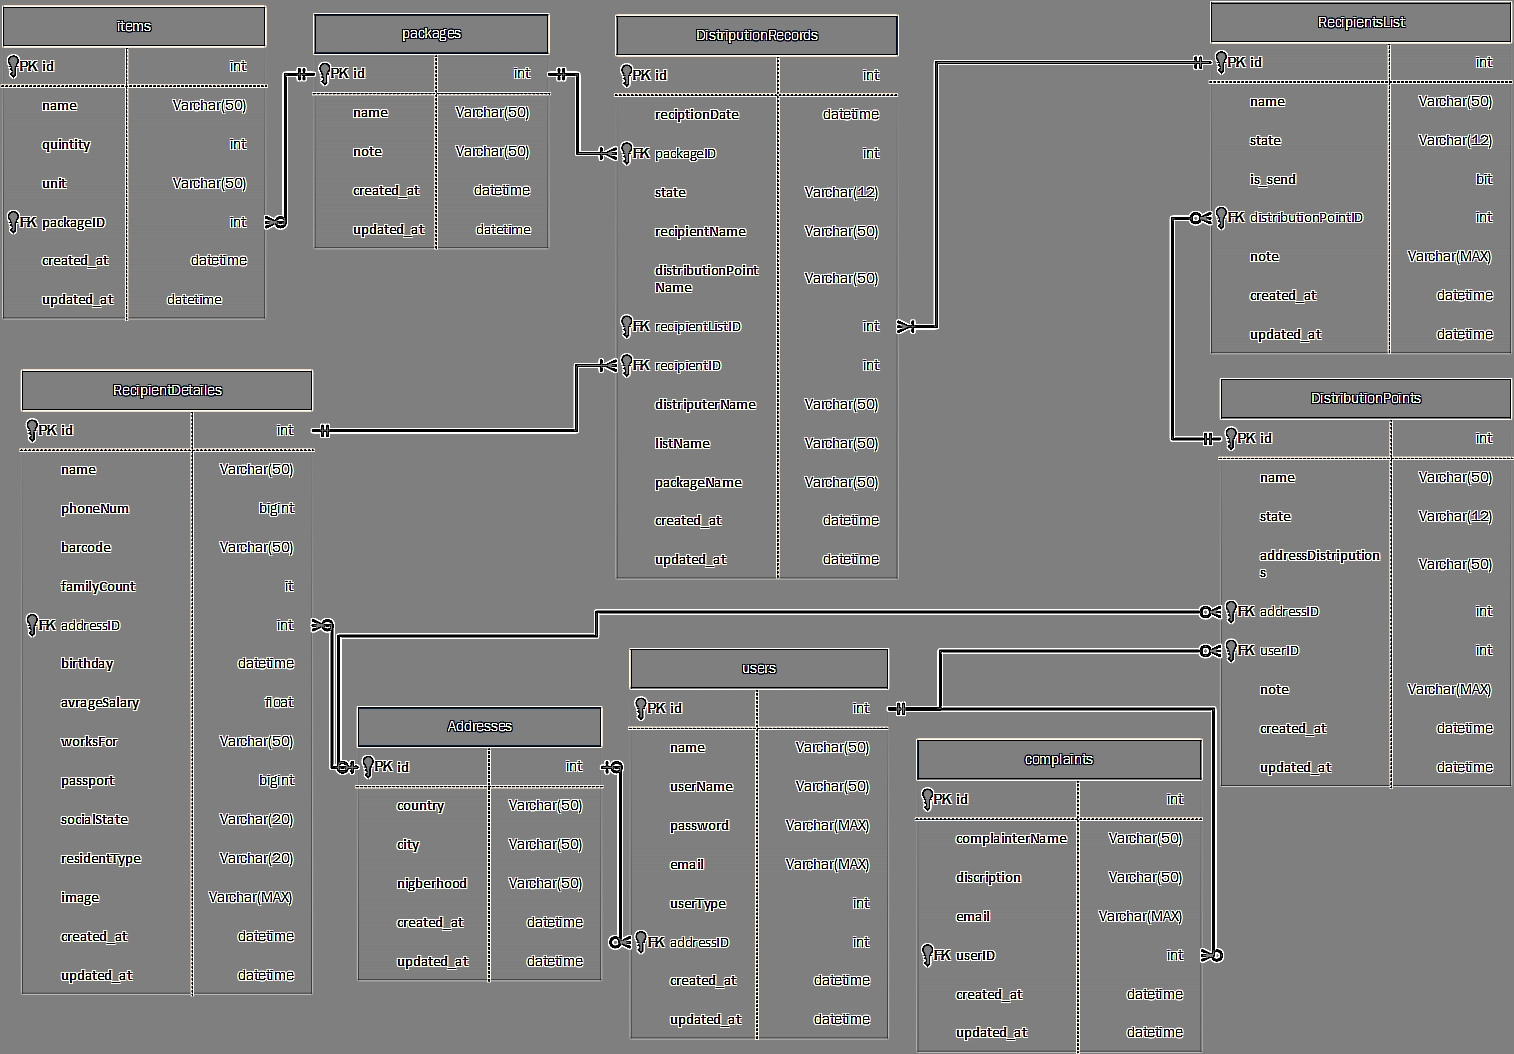 items
PK id int
name Varchar(50)
quintity int
unit Varchar(50)
FK packageID int
created_at datetime
updated_at datetime
packages
PK id int
name Varchar(50)
note Varchar(50)
created_at datetime
updated_at datetime
DistriputionRecords
PK id int
reciptionDate datetime
FK packageID int
state Varchar(12)
recipientName Varchar(50)
distributionPoint
Name Varchar(50)
FK recipientListID int
FK recipientID int
distriputerName Varchar(50)
listName Varchar(50)
packageName Varchar(50)
created_at datetime
updated_at datetime
RecipientsList
PK id int
name Varchar(50)
state Varchar(12)
is_send bit
FK distributionPointID int
note Varchar(MAX)
created_at datetime
updated_at datetime
RecipientDetailes
PK id int
name Varchar(50)
phoneNum bigint
barcode Varchar(50)
familyCount it
FK addressID int
birthday datetime
avrageSalary float
worksFor Varchar(50)
passport bigint
socialState Varchar(20)
residentType Varchar(20)
image Varchar(MAX)
created_at datetime
updated_at datetime
DistributionPoints
PK id int
name Varchar(50)
state Varchar(12)
addressDistripution
s Varchar(50)
FK addressID int
FK userID int
note Varchar(MAX)
created_at datetime
updated_at datetime
Addresses
PK id int
country Varchar(50)
city Varchar(50)
nigberhood Varchar(50)
created_at datetime
updated_at datetime
users
PK id int
name Varchar(50)
userName Varchar(50)
password Varchar(MAX)
email Varchar(MAX)
userType int
FK addressID int
created_at datetime
updated_at datetime
complaints
PK id int
complainterName Varchar(50)
discription Varchar(50)
email Varchar(MAX)
FK userID int
created_at datetime
updated_at datetime